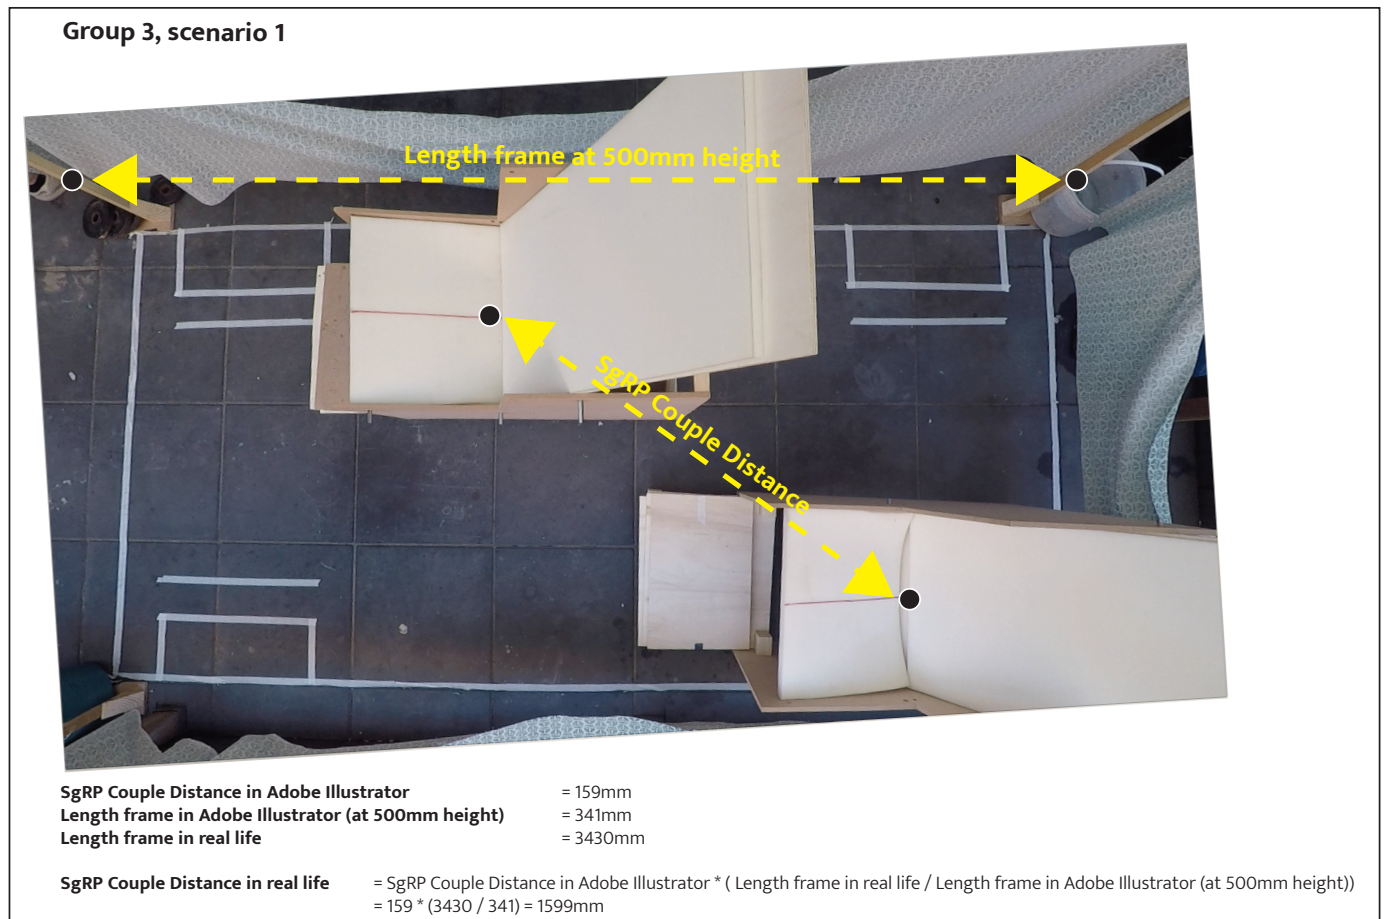 Group 3, scenario 1
Length frame at 500mm height
SgRP Couple Distance
SgRP Couple Distance in Adobe Illustrator = 159mm
Length frame in Adobe Illustrator (at 500mm height) = 341mm
Length frame in real life = 3430mm
SgRP Couple Distance in real life = SgRP Couple Distance in Adobe Illustrator * ( Length frame in real life / Length frame in Adobe Illustrator (at 500mm height))
= 159 * (3430 / 341) = 1599mm